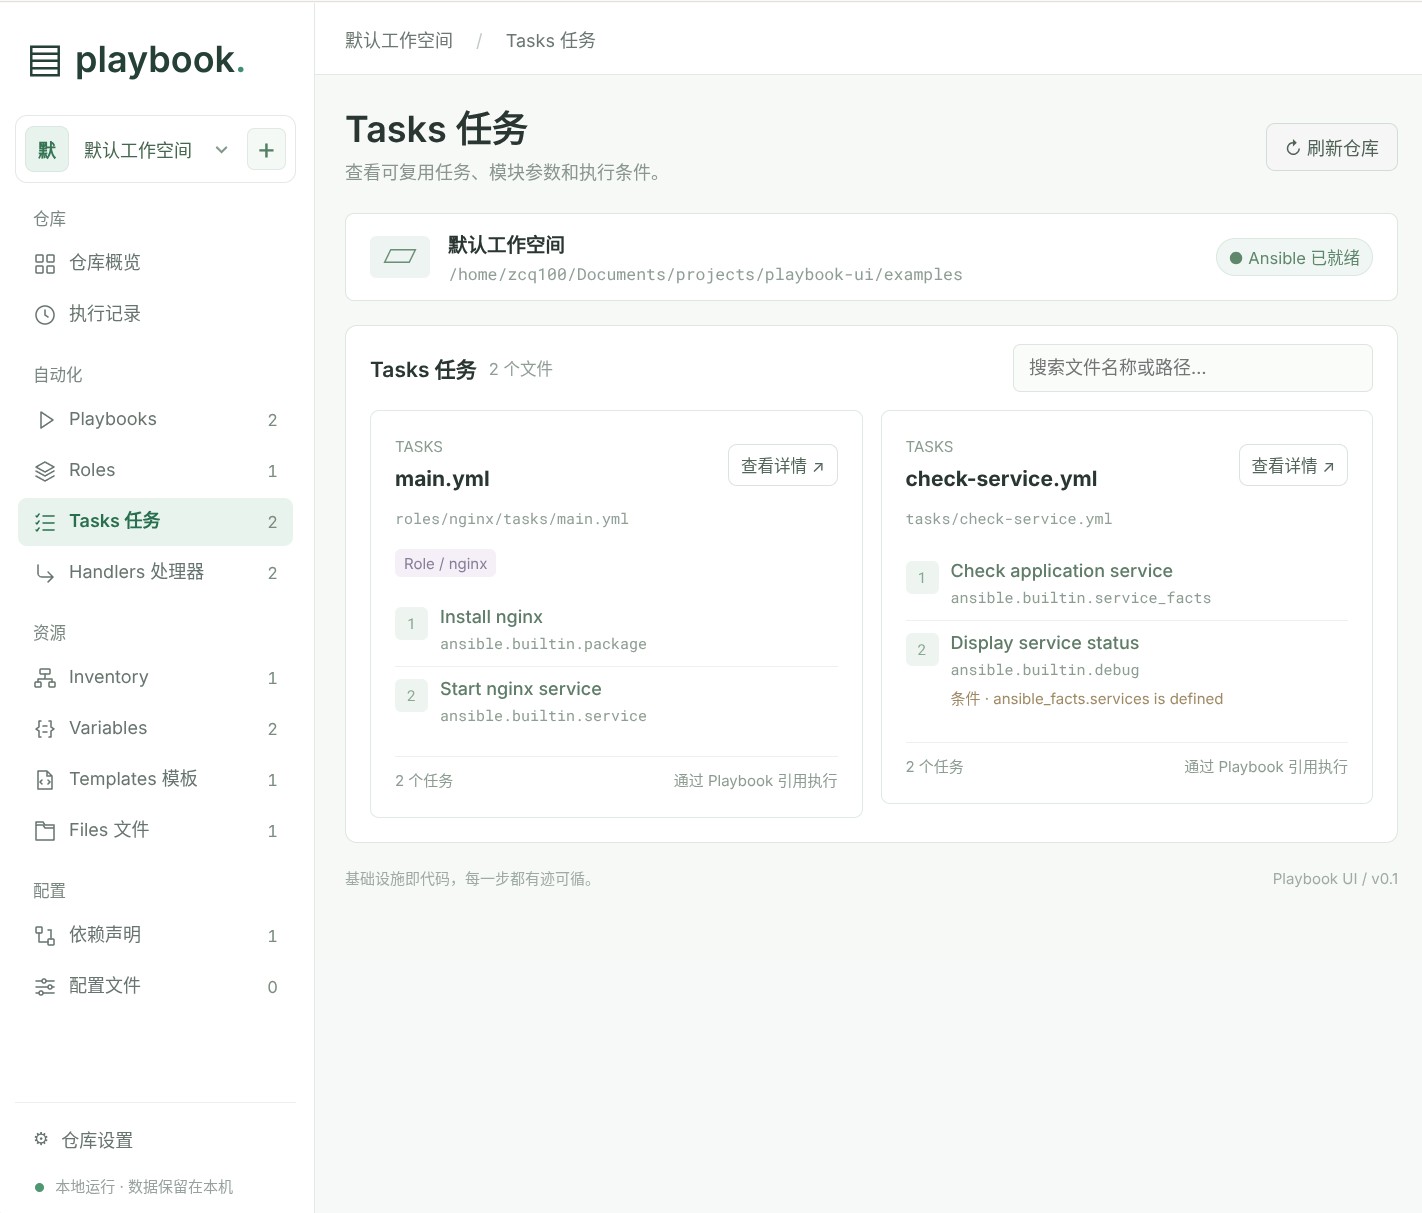 playbook.
默 默认工作空间 +
仓库
仓库概览
执行记录
自动化
Playbooks 2
Roles 1
Tasks 任务 2
Handlers 处理器 2
资源
Inventory 1
Variables 2
Templates 模板 1
Files 文件 1
配置
依赖声明 1
配置文件 0
仓库设置
本地运行 · 数据保留在本机
默认工作空间 / Tasks 任务
Tasks 任务
查看可复用任务、模块参数和执行条件。
刷新仓库
默认工作空间
/home/zcq100/Documents/projects/playbook-ui/examples
Ansible 已就绪
Tasks 任务 2 个文件
搜索文件名称或路径...
TASKS
main.yml
查看详情 ↗
roles/nginx/tasks/main.yml
Role / nginx
1 Install nginx
ansible.builtin.package
2 Start nginx service
ansible.builtin.service
2 个任务 通过 Playbook 引用执行
TASKS
check-service.yml
查看详情 ↗
tasks/check-service.yml
1 Check application service
ansible.builtin.service_facts
2 Display service status
ansible.builtin.debug
条件 · ansible_facts.services is defined
2 个任务 通过 Playbook 引用执行
基础设施即代码，每一步都有迹可循。
Playbook UI / v0.1